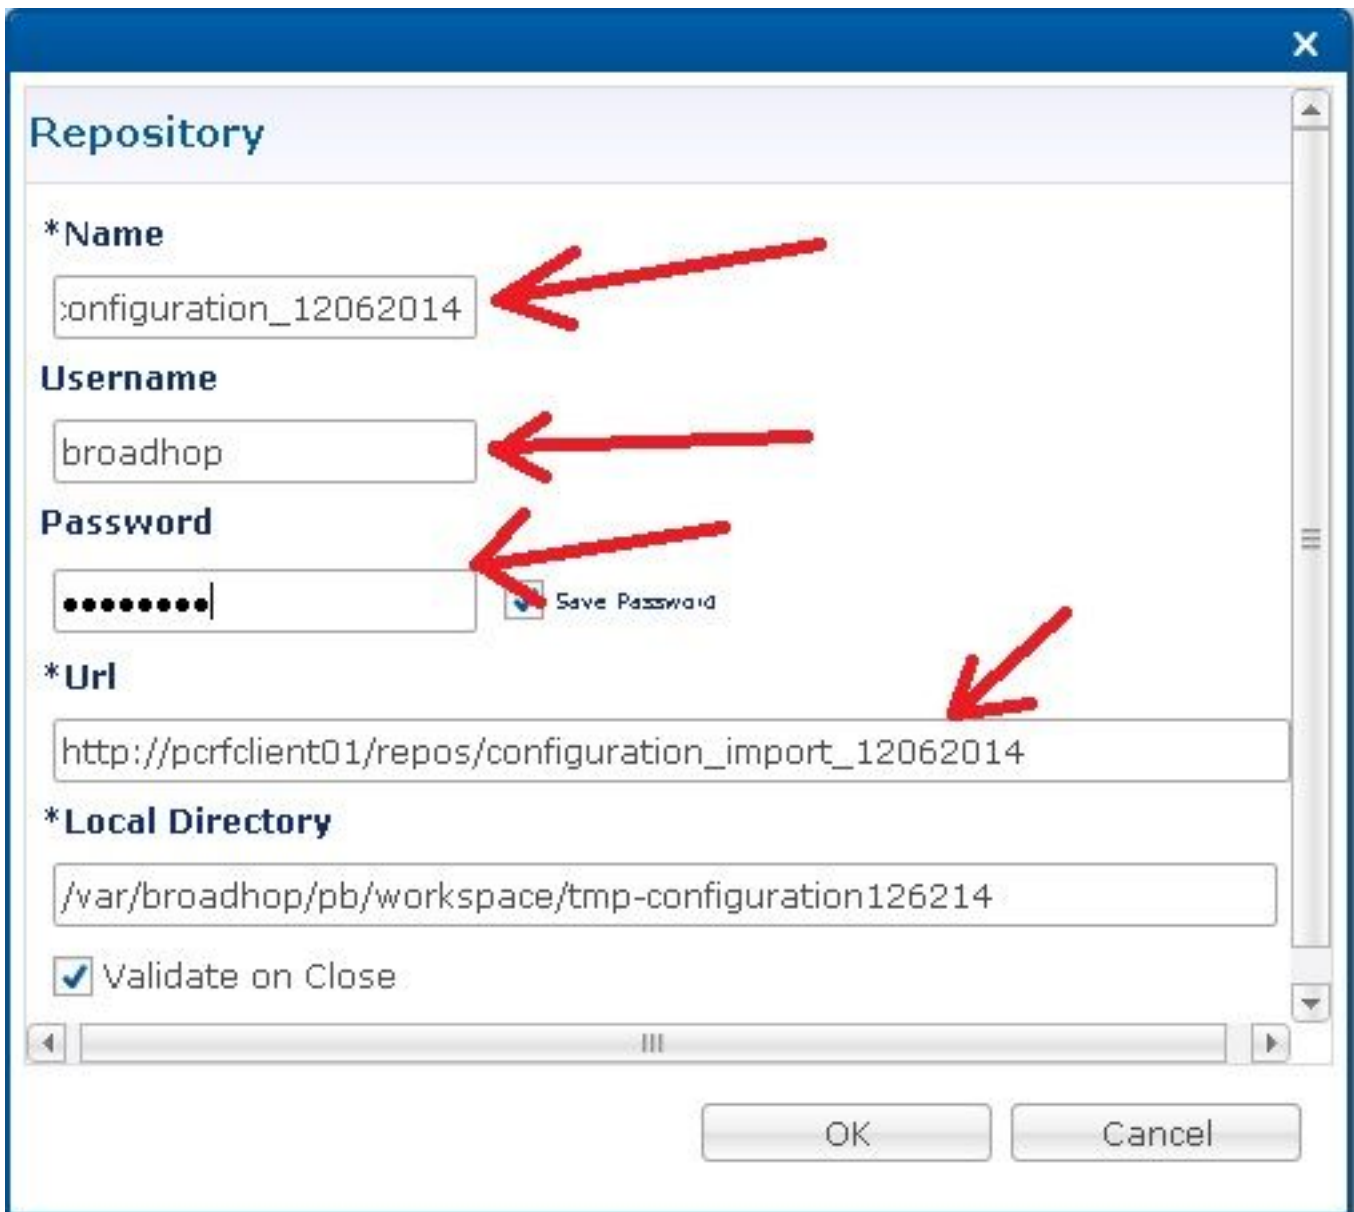 Repository
*Name
configuration_12062014
Username
broadhop
Password
••••••••
Save Password
*Url
http://pcrfclient01/repos/configuration_import_12062014
*Local Directory
/var/broadhop/pb/workspace/tmp-configuration126214
Validate on Close
OK
Cancel